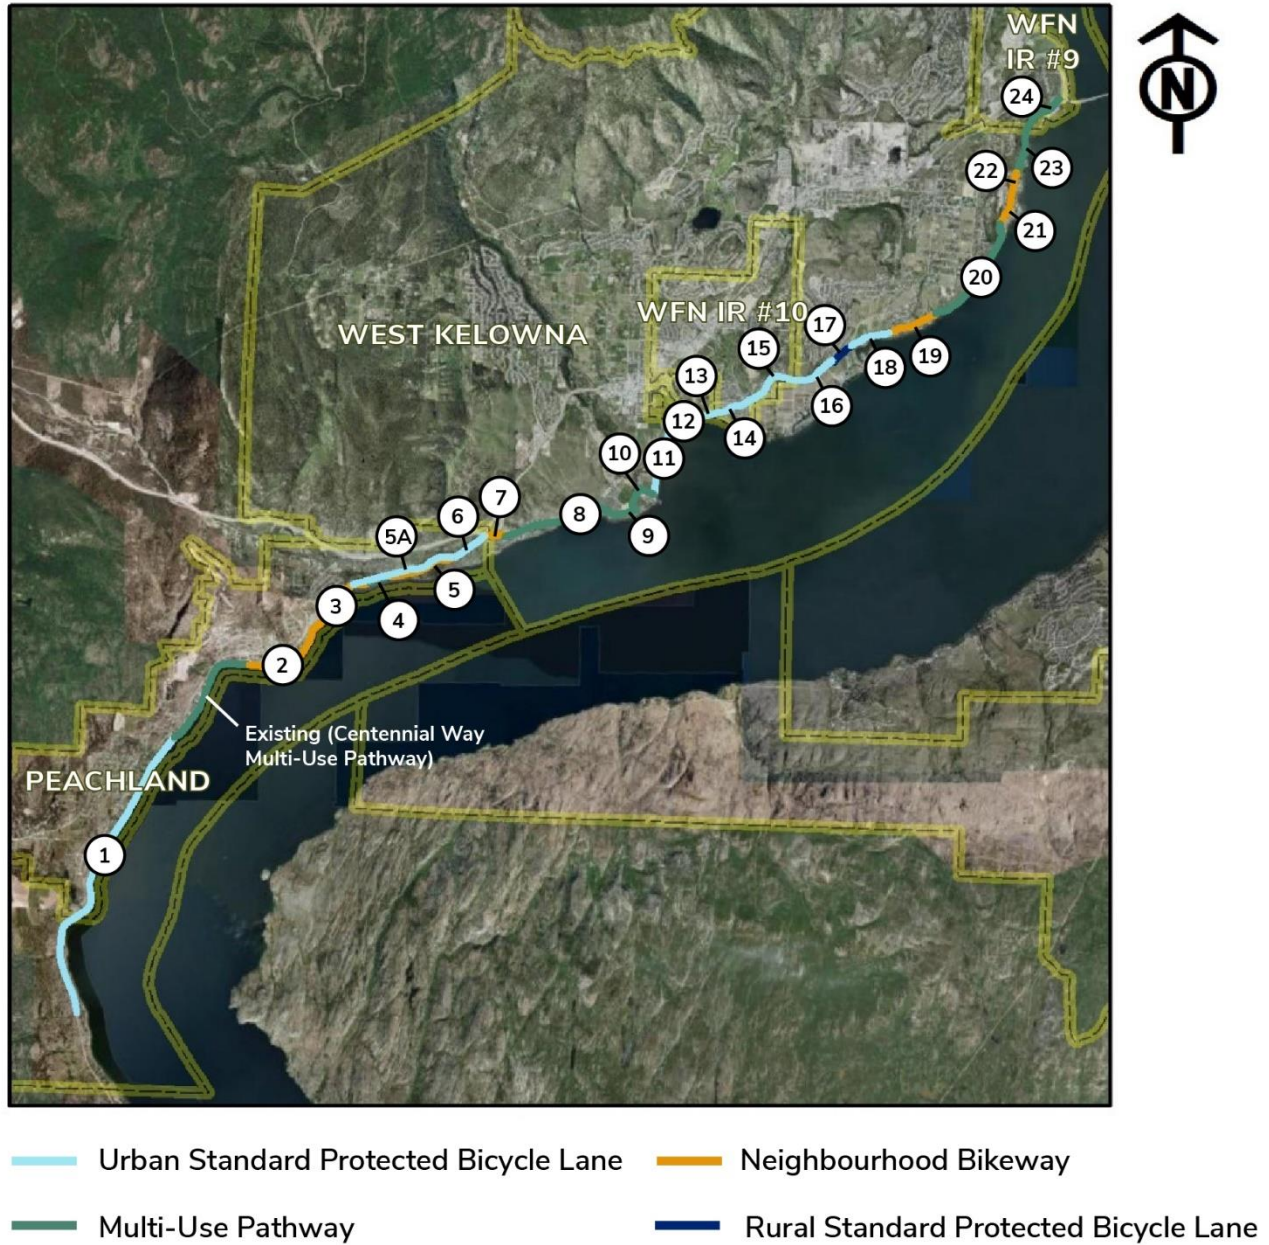 WFN
IR #9
N
24
23
22
21
20
WFN IR #10
17
WEST KELOWNA
15
19
18
13
16
12
14
10
11
7
6
8
5A
9
5
3
4
2
Existing (Centennial Way
Multi-Use Pathway)
PEACHLAND
1
Urban Standard Protected Bicycle Lane
Neighbourhood Bikeway
Multi-Use Pathway
Rural Standard Protected Bicycle Lane